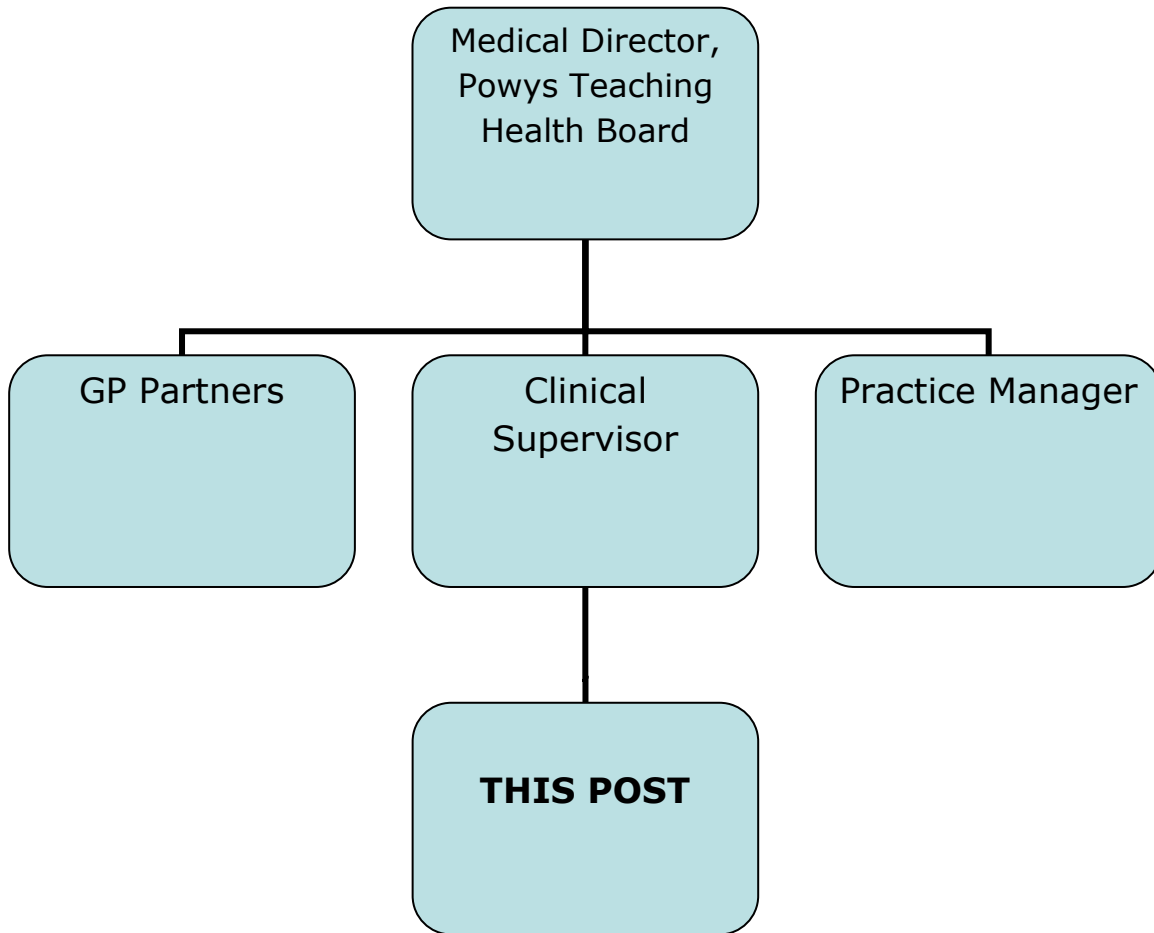 Medical Director,
Powys Teaching
Health Board
GP Partners
Clinical
Supervisor
Practice Manager
THIS POST